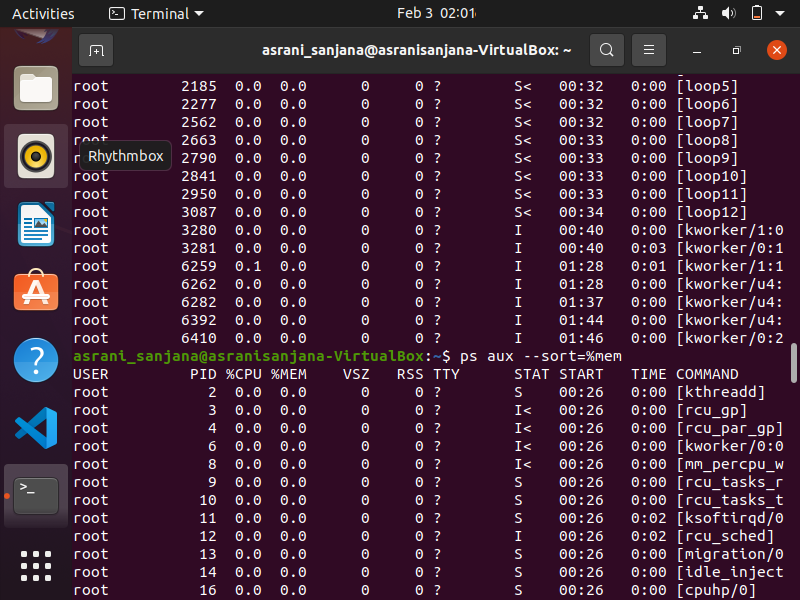 Activities Terminal Feb 3 02:01
asrani_sanjana@asranisanjana-VirtualBox: ~
root 2185 0.0 0.0 0 0 ? S< 00:32 0:00 [loop5]
root 2277 0.0 0.0 0 0 ? S< 00:32 0:00 [loop6]
root 2562 0.0 0.0 0 0 ? S< 00:32 0:00 [loop7]
root 2663 0.0 0.0 0 0 ? S< 00:33 0:00 [loop8]
Rhythmbox
root 2790 0.0 0.0 0 0 ? S< 00:33 0:00 [loop9]
root 2841 0.0 0.0 0 0 ? S< 00:33 0:00 [loop10]
root 2950 0.0 0.0 0 0 ? S< 00:33 0:00 [loop11]
root 3087 0.0 0.0 0 0 ? S< 00:34 0:00 [loop12]
root 3280 0.0 0.0 0 0 ? I 00:40 0:00 [kworker/1:0
root 3281 0.0 0.0 0 0 ? I 00:40 0:03 [kworker/0:1
root 6259 0.1 0.0 0 0 ? I 01:28 0:01 [kworker/1:1
root 6262 0.0 0.0 0 0 ? I 01:28 0:00 [kworker/u4:
root 6282 0.0 0.0 0 0 ? I 01:37 0:00 [kworker/u4:
root 6392 0.0 0.0 0 0 ? I 01:44 0:00 [kworker/u4:
root 6410 0.0 0.0 0 0 ? I 01:46 0:00 [kworker/0:2
asrani_sanjana@asranisanjana-VirtualBox:~$ ps aux --sort=%mem
USER PID %CPU %MEM VSZ RSS TTY STAT START TIME COMMAND
root 2 0.0 0.0 0 0 ? S 00:26 0:00 [kthreadd]
root 3 0.0 0.0 0 0 ? I< 00:26 0:00 [rcu_gp]
root 4 0.0 0.0 0 0 ? I< 00:26 0:00 [rcu_par_gp]
root 6 0.0 0.0 0 0 ? I< 00:26 0:00 [kworker/0:0
root 8 0.0 0.0 0 0 ? I< 00:26 0:00 [mm_percpu_w
root 9 0.0 0.0 0 0 ? S 00:26 0:00 [rcu_tasks_r
root 10 0.0 0.0 0 0 ? S 00:26 0:00 [rcu_tasks_t
root 11 0.0 0.0 0 0 ? S 00:26 0:02 [ksoftirqd/0
root 12 0.0 0.0 0 0 ? I 00:26 0:02 [rcu_sched]
root 13 0.0 0.0 0 0 ? S 00:26 0:00 [migration/0
root 14 0.0 0.0 0 0 ? S 00:26 0:00 [idle_inject
root 16 0.0 0.0 0 0 ? S 00:26 0:00 [cpuhp/0]